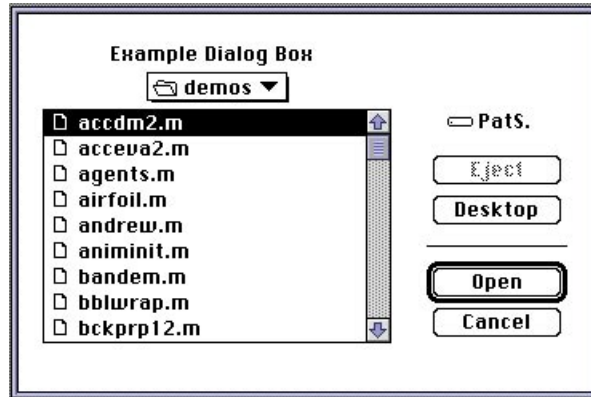 Example Dialog Box
demos
accdm2.m
acceva2.m
agents.m
airfoil.m
andrew.m
animinit.m
bandem.m
bblwrap.m
bckprp12.m
PatS.
Eject
Desktop
Open
Cancel